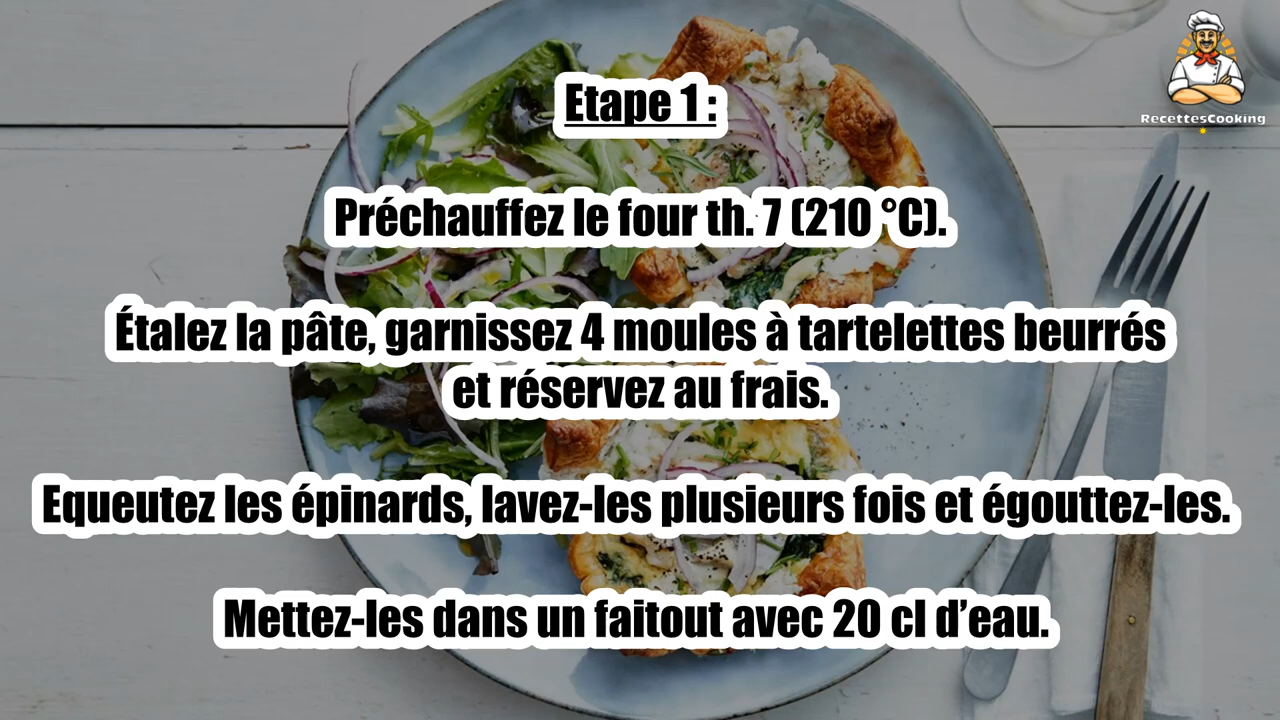 Etape 1 :
RecettesCooking
Préchauffez le four th. 7 (210 °C).
Étalez la pâte, garnissez 4 moules à tartelettes beurrés
et réservez au frais.
Equeutez les épinards, lavez-les plusieurs fois et égouttez-les.
Mettez-les dans un faitout avec 20 cl d’eau.